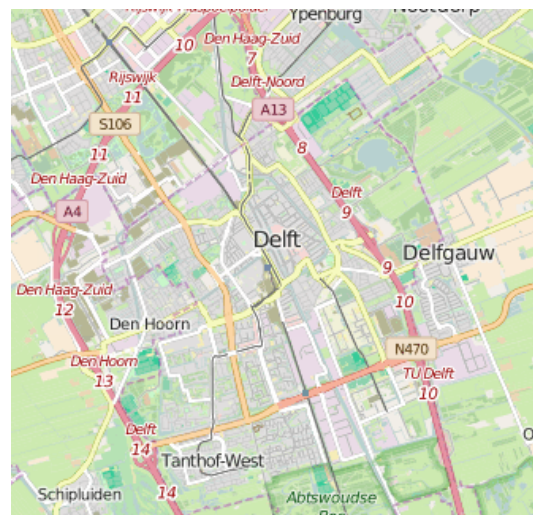 Ypenburg
Den Haag-Zuid
10
7
Rijswijk
11
Delft-Noord
A13
S106
8
11
Den Haag-Zuid
Delft
9
A4
Delft
Delfgauw
9
Den Haag-Zuid
12
10
Den Hoorn
N470
Den Hoorn
13
TU Delft
10
Delft
14
Tanthof-West
14
Schipluiden
Abtswoudse